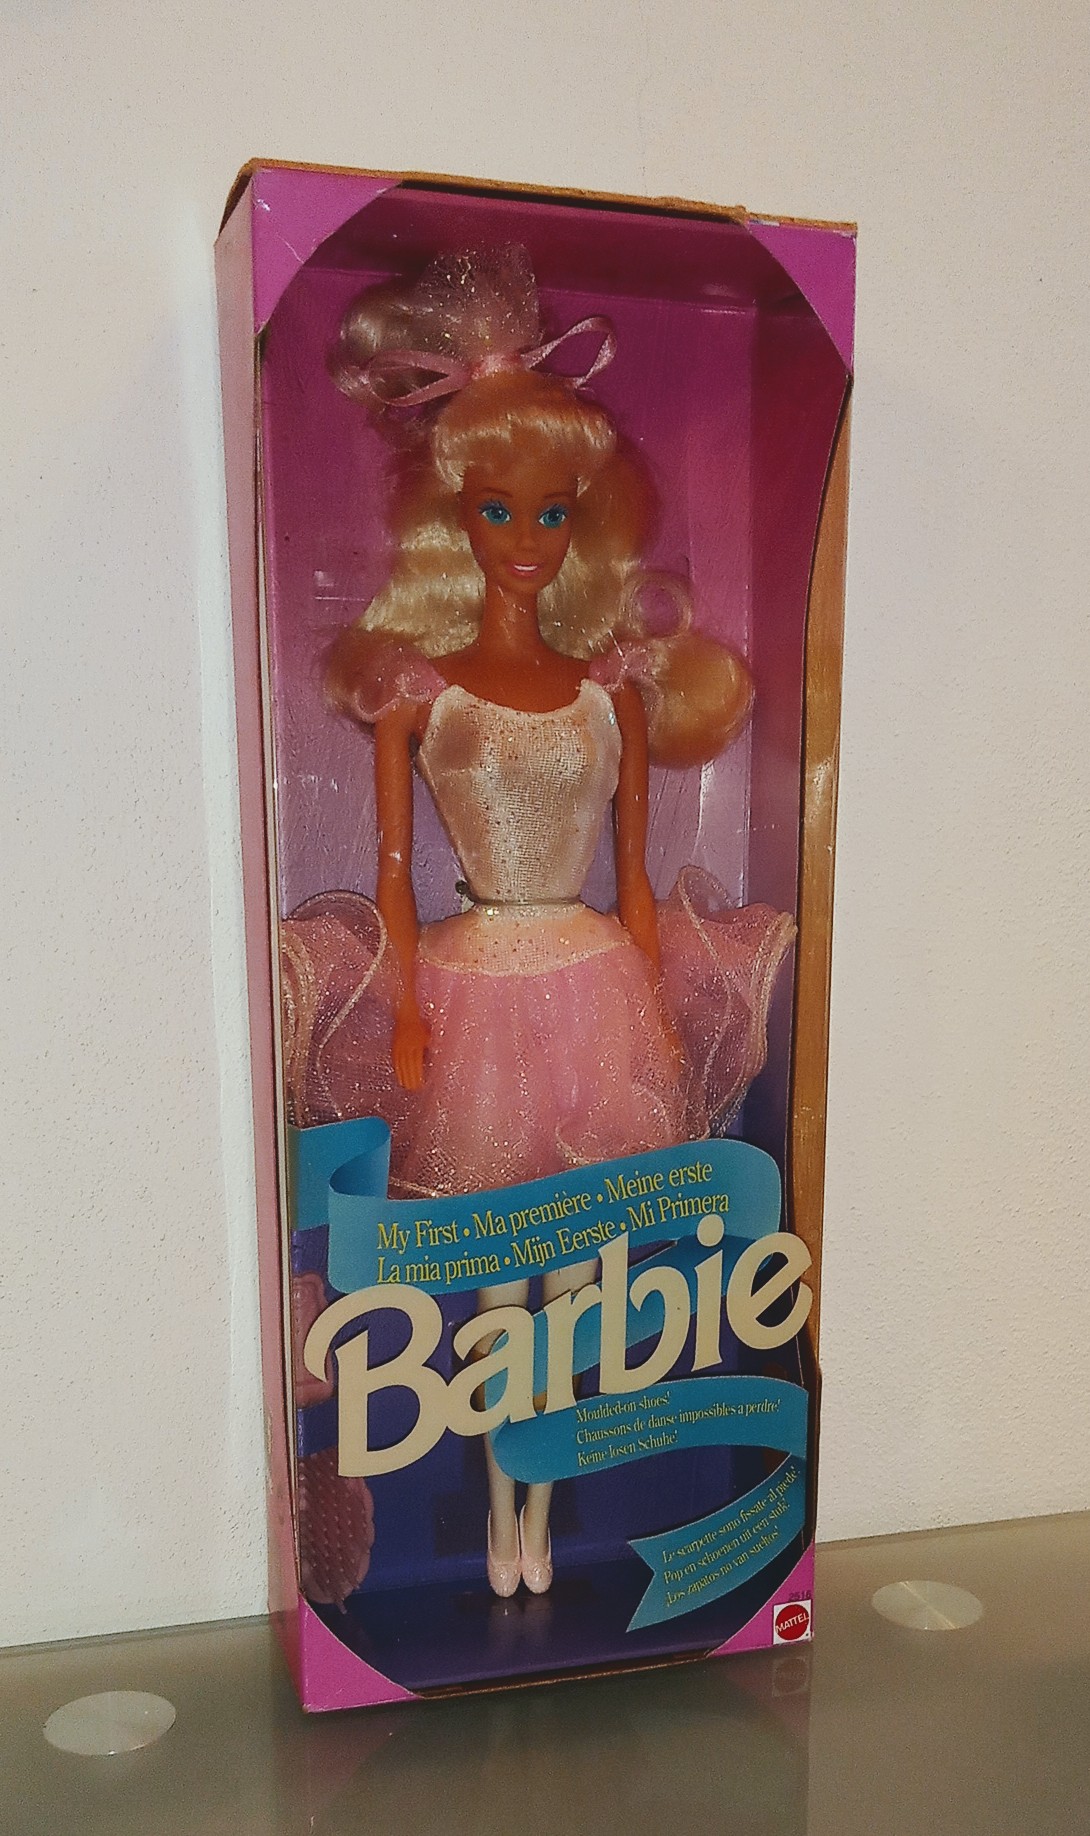 My First • Ma première • Meine erste
La mia prima • Mijn Eerste • Mi Primera
Barbie
Moulded-on shoes!
Chaussons de danse impossibles a perdre!
Keine losen Schuhe!
Le scarpette sono fissate al piede!
Pop en schoenen uit een stuk!
¡Los zapatos no van sueltos!
2516
MATTEL